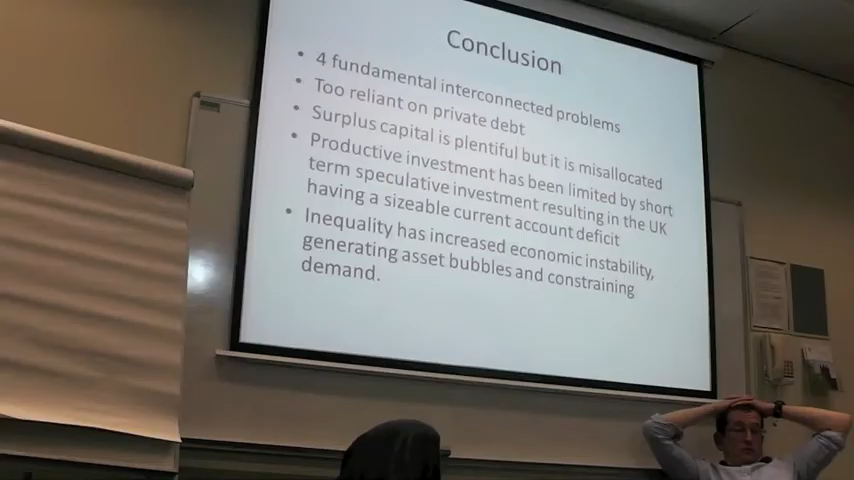 Conclusion
• 4 fundamental interconnected problems
• Too reliant on private debt
• Surplus capital is plentiful but it is misallocated
• Productive investment has been limited by short
term speculative investment resulting in the UK
having a sizeable current account deficit
• Inequality has increased economic instability,
generating asset bubbles and constraining
demand.